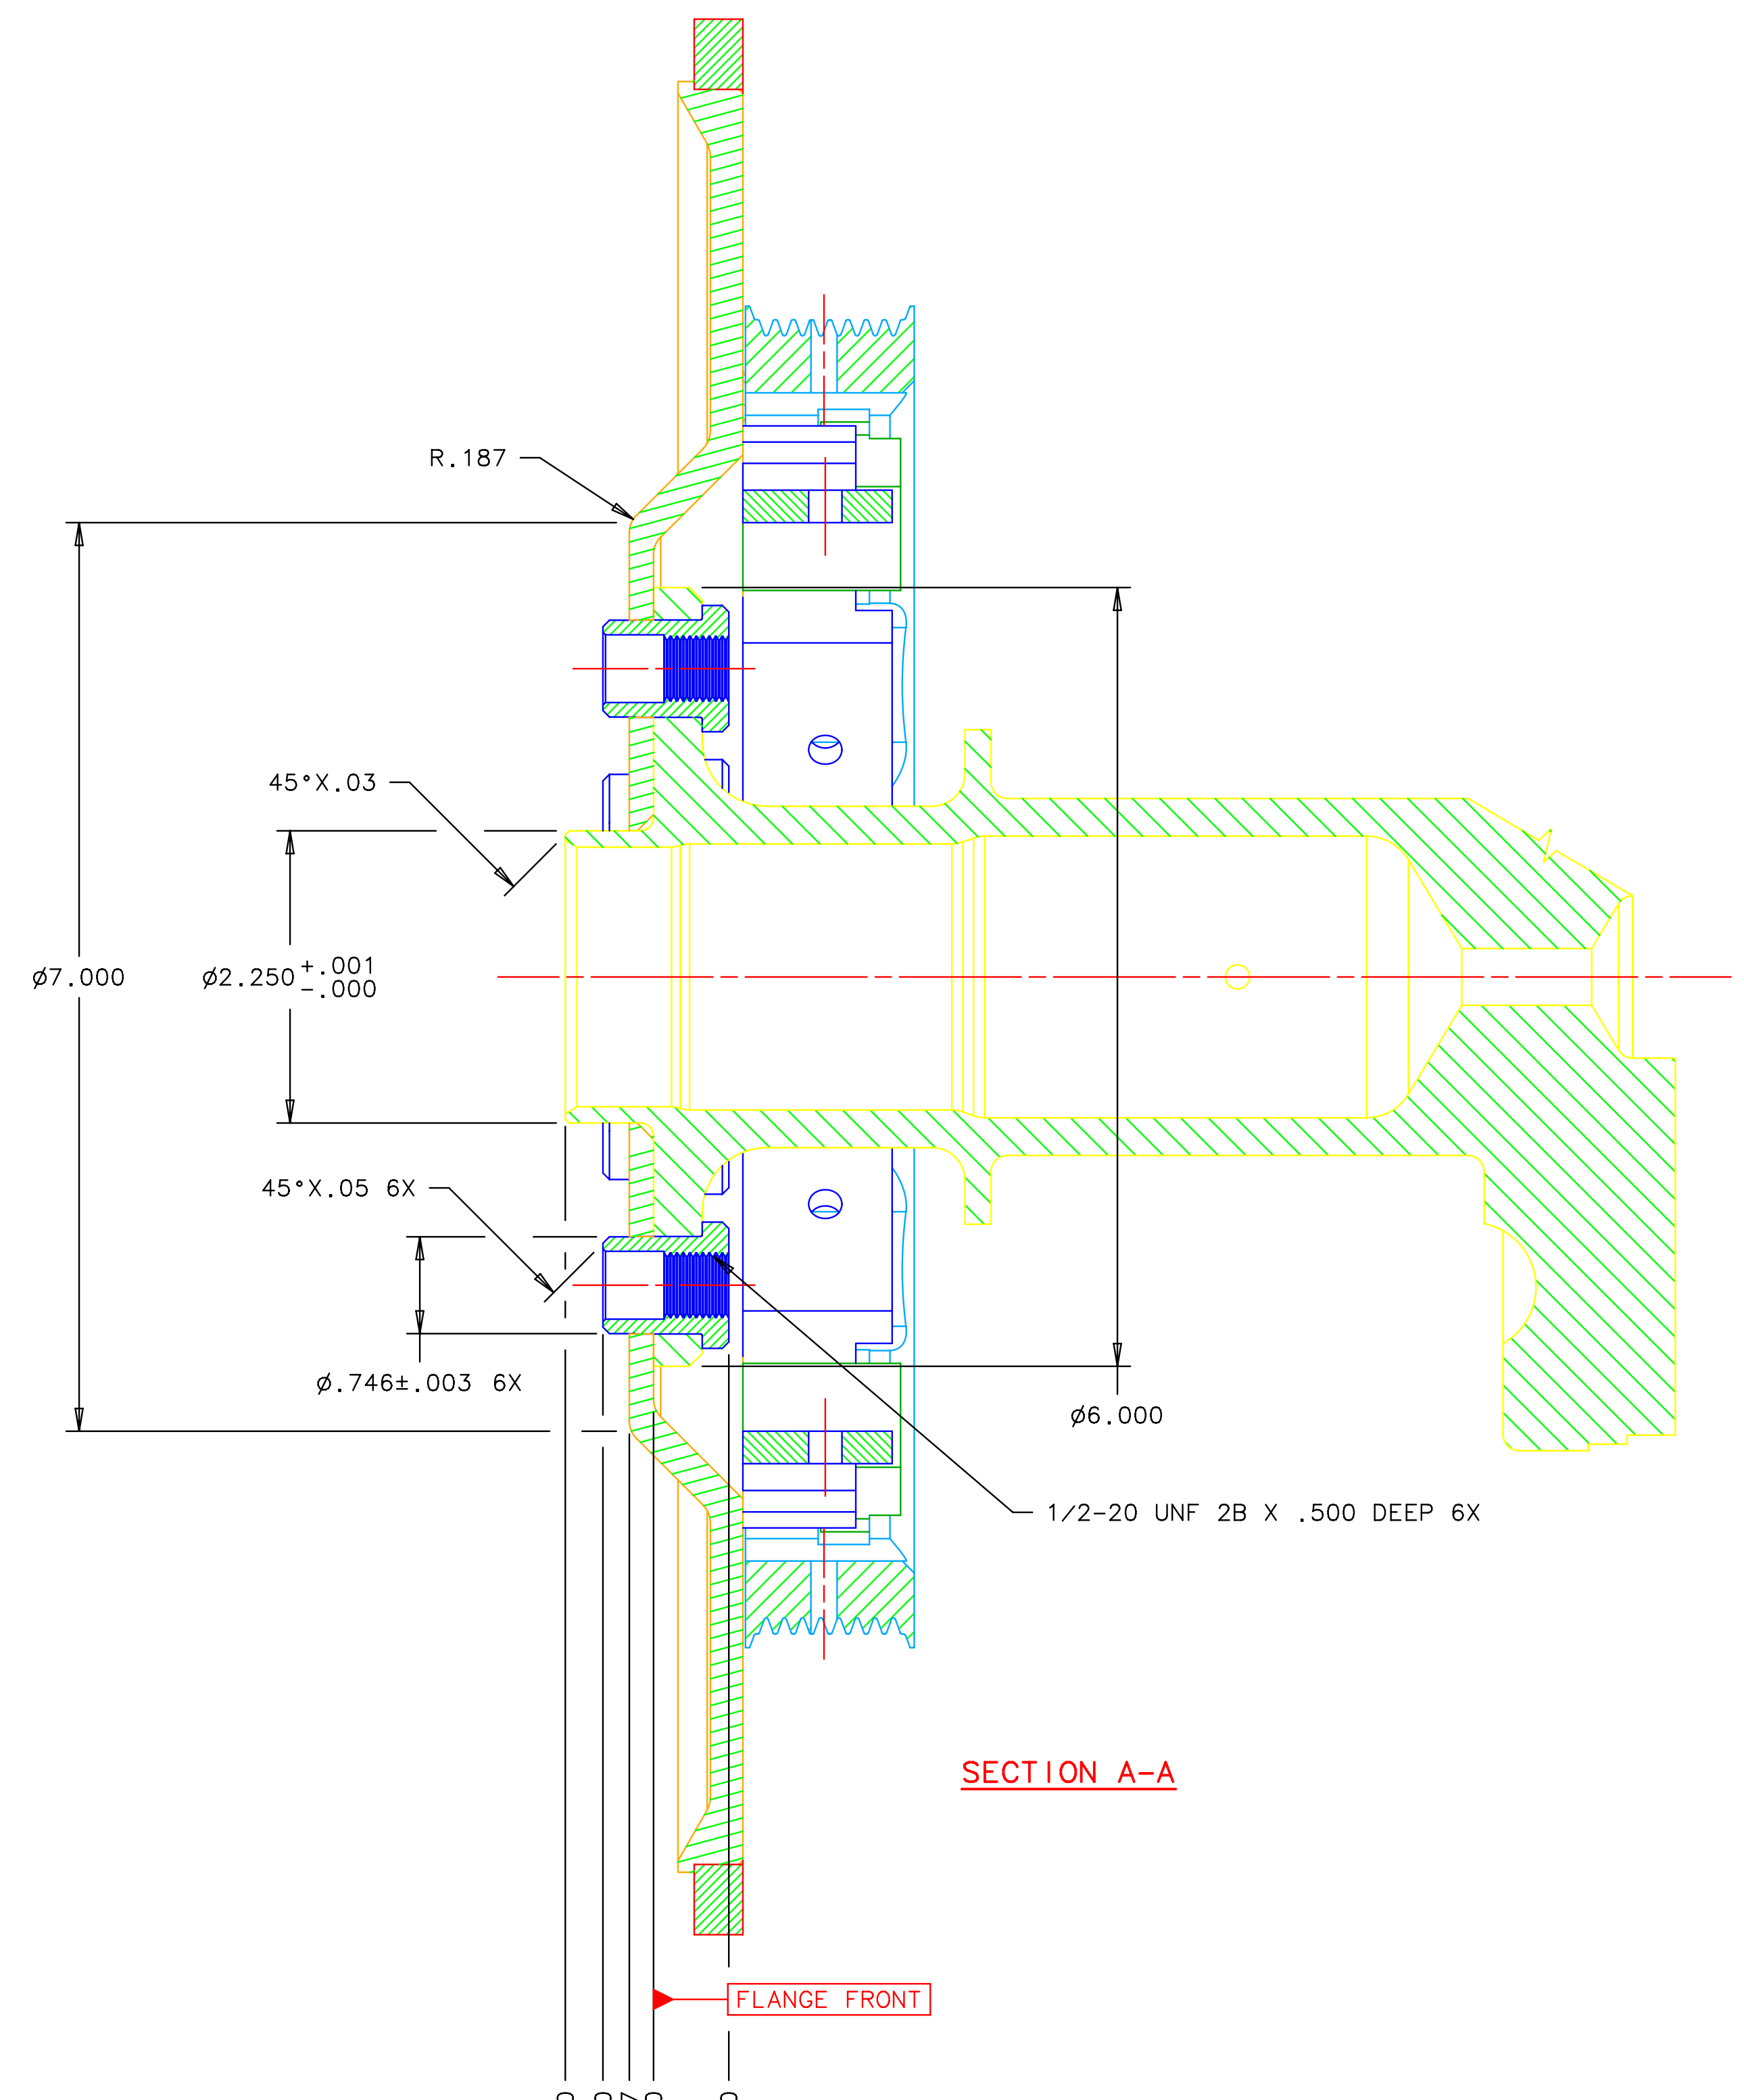 R.187
45°X.03
ø7.000
ø2.250 +.001
-.000
45°X.05 6X
ø.746±.003 6X
ø6.000
1/2-20 UNF 2B X .500 DEEP 6X
SECTION A-A
FLANGE FRONT